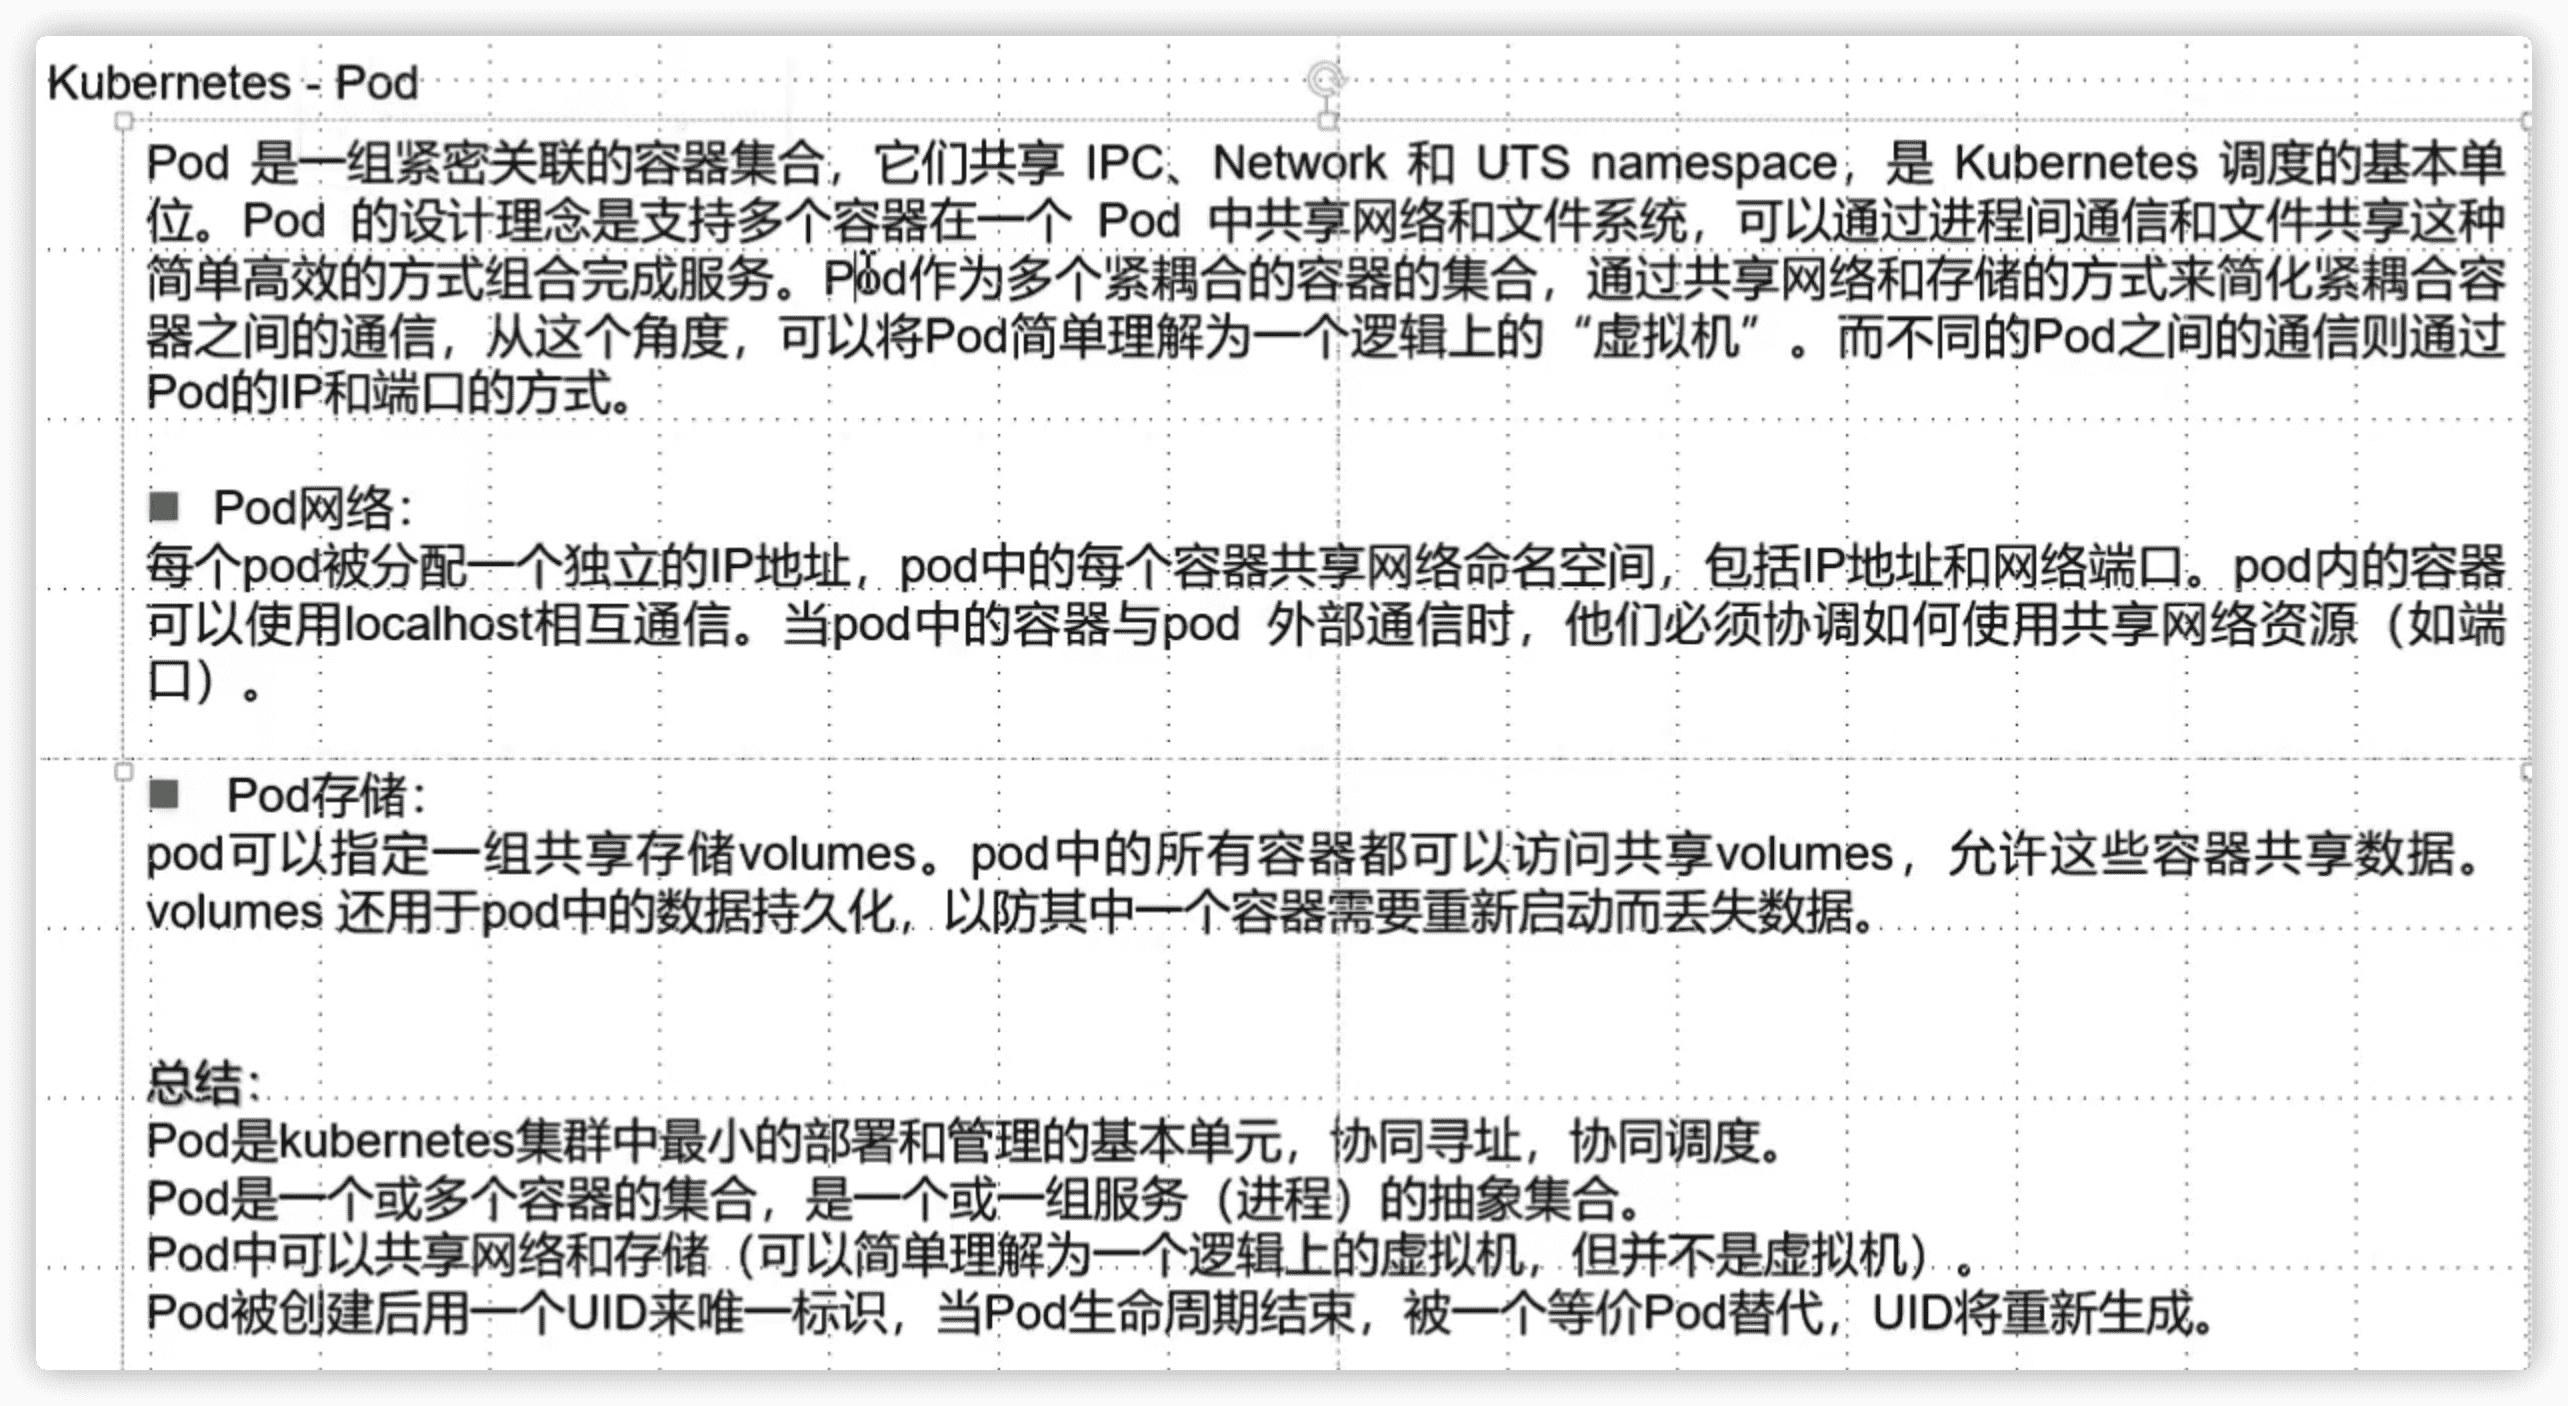 Kubernetes - Pod
Pod 是一组紧密关联的容器集合，它们共享 IPC、Network 和 UTS namespace，是 Kubernetes 调度的基本单
位。Pod 的设计理念是支持多个容器在一个 Pod 中共享网络和文件系统，可以通过进程间通信和文件共享这种
简单高效的方式组合完成服务。Pod作为多个紧耦合的容器的集合，通过共享网络和存储的方式来简化紧耦合容
器之间的通信，从这个角度，可以将Pod简单理解为一个逻辑上的“虚拟机”。而不同的Pod之间的通信则通过
Pod的IP和端口的方式。
■ Pod网络：
每个pod被分配一个独立的IP地址，pod中的每个容器共享网络命名空间，包括IP地址和网络端口。pod内的容器
可以使用localhost相互通信。当pod中的容器与pod 外部通信时，他们必须协调如何使用共享网络资源（如端
口）。
■ Pod存储：
pod可以指定一组共享存储volumes。pod中的所有容器都可以访问共享volumes，允许这些容器共享数据。
volumes 还用于pod中的数据持久化，以防其中一个容器需要重新启动而丢失数据。
总结：
Pod是kubernetes集群中最小的部署和管理的基本单元，协同寻址，协同调度。
Pod是一个或多个容器的集合，是一个或一组服务（进程）的抽象集合。
Pod中可以共享网络和存储（可以简单理解为一个逻辑上的虚拟机，但并不是虚拟机）。
Pod被创建后用一个UID来唯一标识，当Pod生命周期结束，被一个等价Pod替代，UID将重新生成。